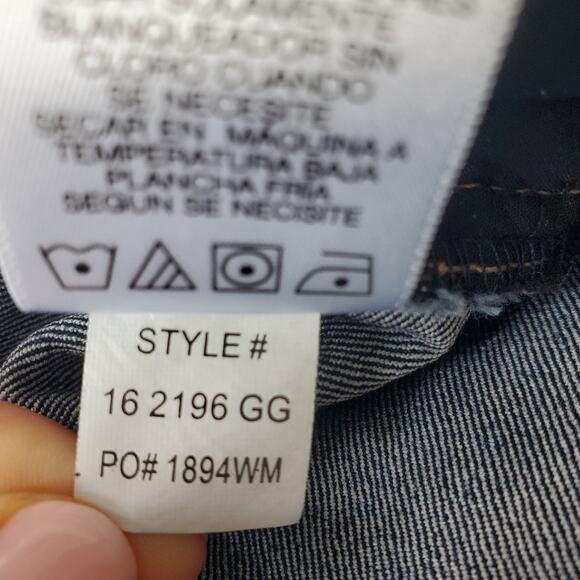 BLANQUEADOR SIN
CLORO CUANDO
SE NECESITE
SECAR EN MAQUINA A
TEMPERATURA BAJA
PLANCHA FRIA
SEGUN SE NECESITE
STYLE #
16 2196 GG
PO# 1894WM